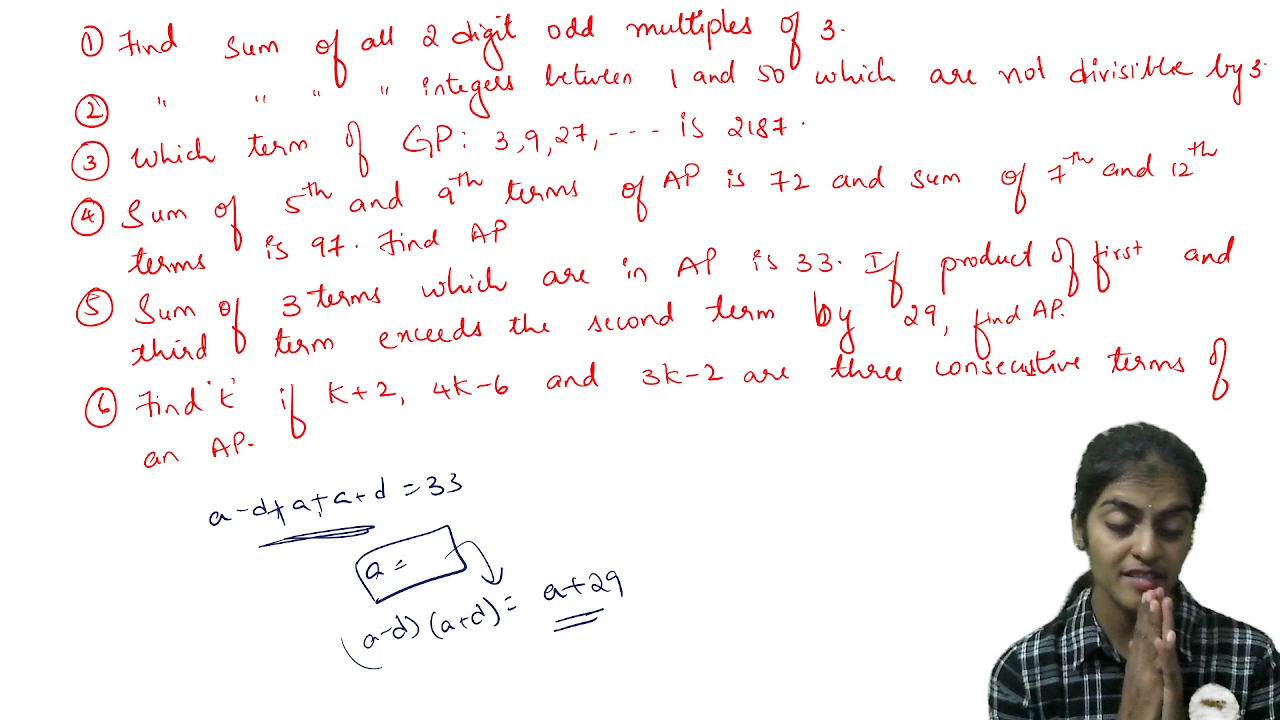 ① Find sum of all 2 digit odd multiples of 3.
② " " " " integers between 1 and 50 which are not divisible by 3.
③ Which term of GP: 3, 9, 27, --- is 2187.
④ Sum of 5th and 9th terms of AP is 72 and sum of 7th and 12th
terms is 97. Find AP
⑤ Sum of 3 terms which are in AP is 33. If product of first and
third term exceeds the second term by 29, find AP.
⑥ Find 'k' if k+2, 4k-6 and 3k-2 are three consecutive terms of
an AP.
a-d+a+a+d = 33
a =
(a-d) (a+d) = a+29